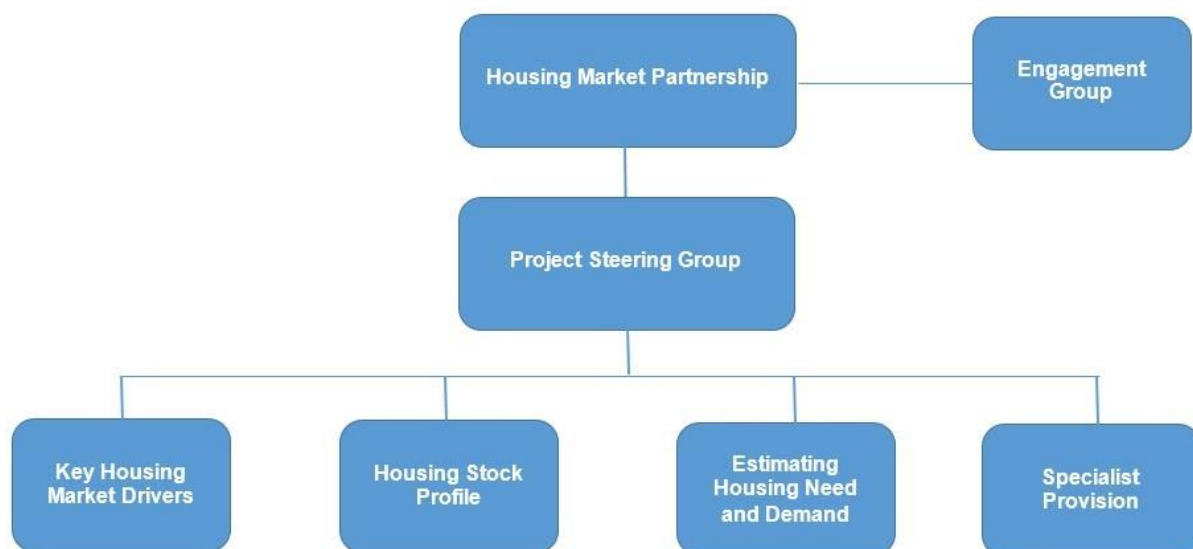 Housing Market Partnership
Engagement
Group
Project Steering Group
Key Housing
Market Drivers
Housing Stock
Profile
Estimating
Housing Need
and Demand
Specialist
Provision